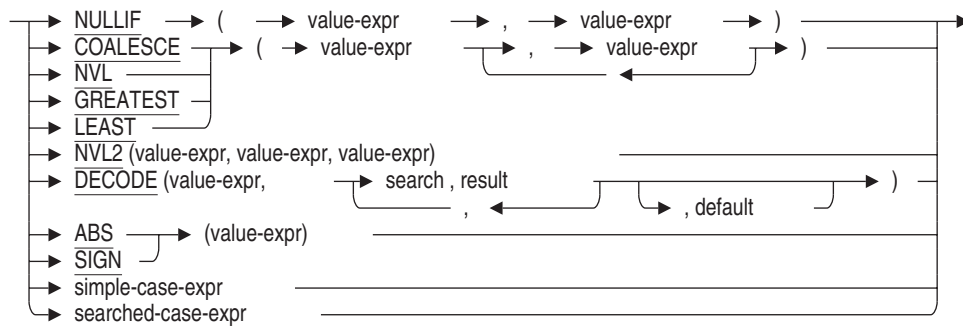 NULLIF ( value-expr , value-expr )
COALESCE ( value-expr , value-expr )
NVL ,
GREATEST
LEAST
NVL2 (value-expr, value-expr, value-expr)
DECODE (value-expr, search , result , default )
,
ABS (value-expr)
SIGN
simple-case-expr
searched-case-expr